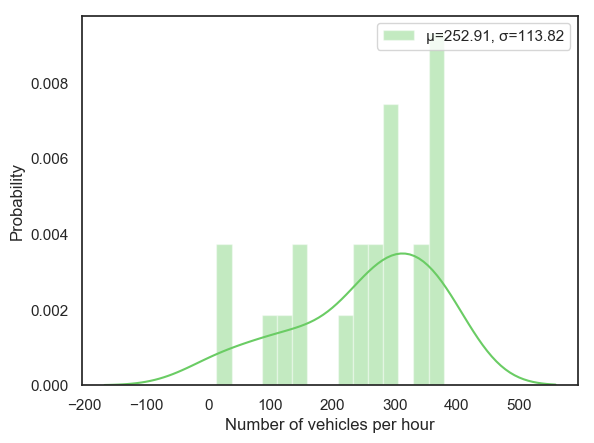 μ=252.91, σ=113.82
Probability
0.008
0.006
0.004
0.002
0.000
−200 −100 0 100 200 300 400 500
Number of vehicles per hour